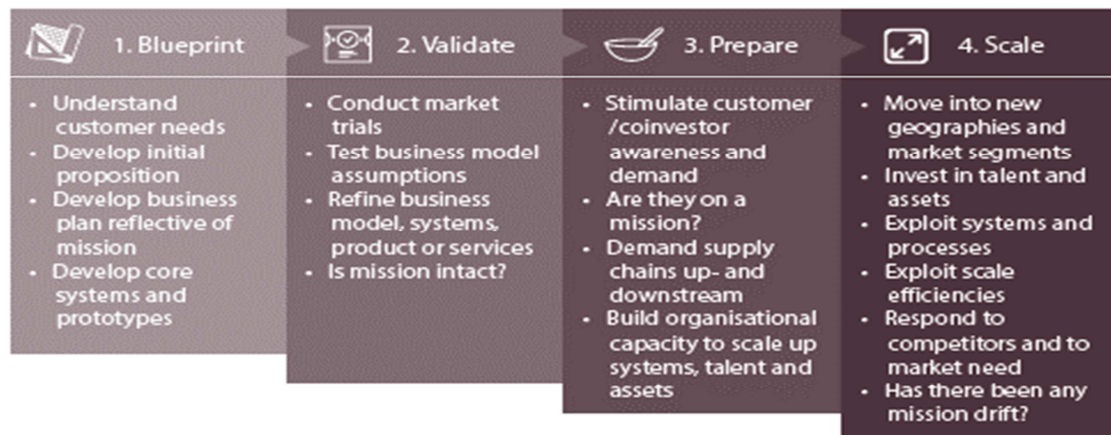 1. Blueprint
• Understand
customer needs
• Develop initial
proposition
• Develop business
plan reflective of
mission
• Develop core
systems and
prototypes
2. Validate
• Conduct market
trials
• Test business model
assumptions
• Refine business
model, systems,
product or services
• Is mission intact?
3. Prepare
• Stimulate customer
/coinvestor
awareness and
demand
• Are they on a
mission?
• Demand supply
chains up- and
downstream
• Build organisational
capacity to scale up
systems, talent and
assets
4. Scale
• Move into new
geographies and
market segments
• Invest in talent and
assets
• Exploit systems and
processes
• Exploit scale
efficiencies
• Respond to
competitors and to
market need
• Has there been any
mission drift?